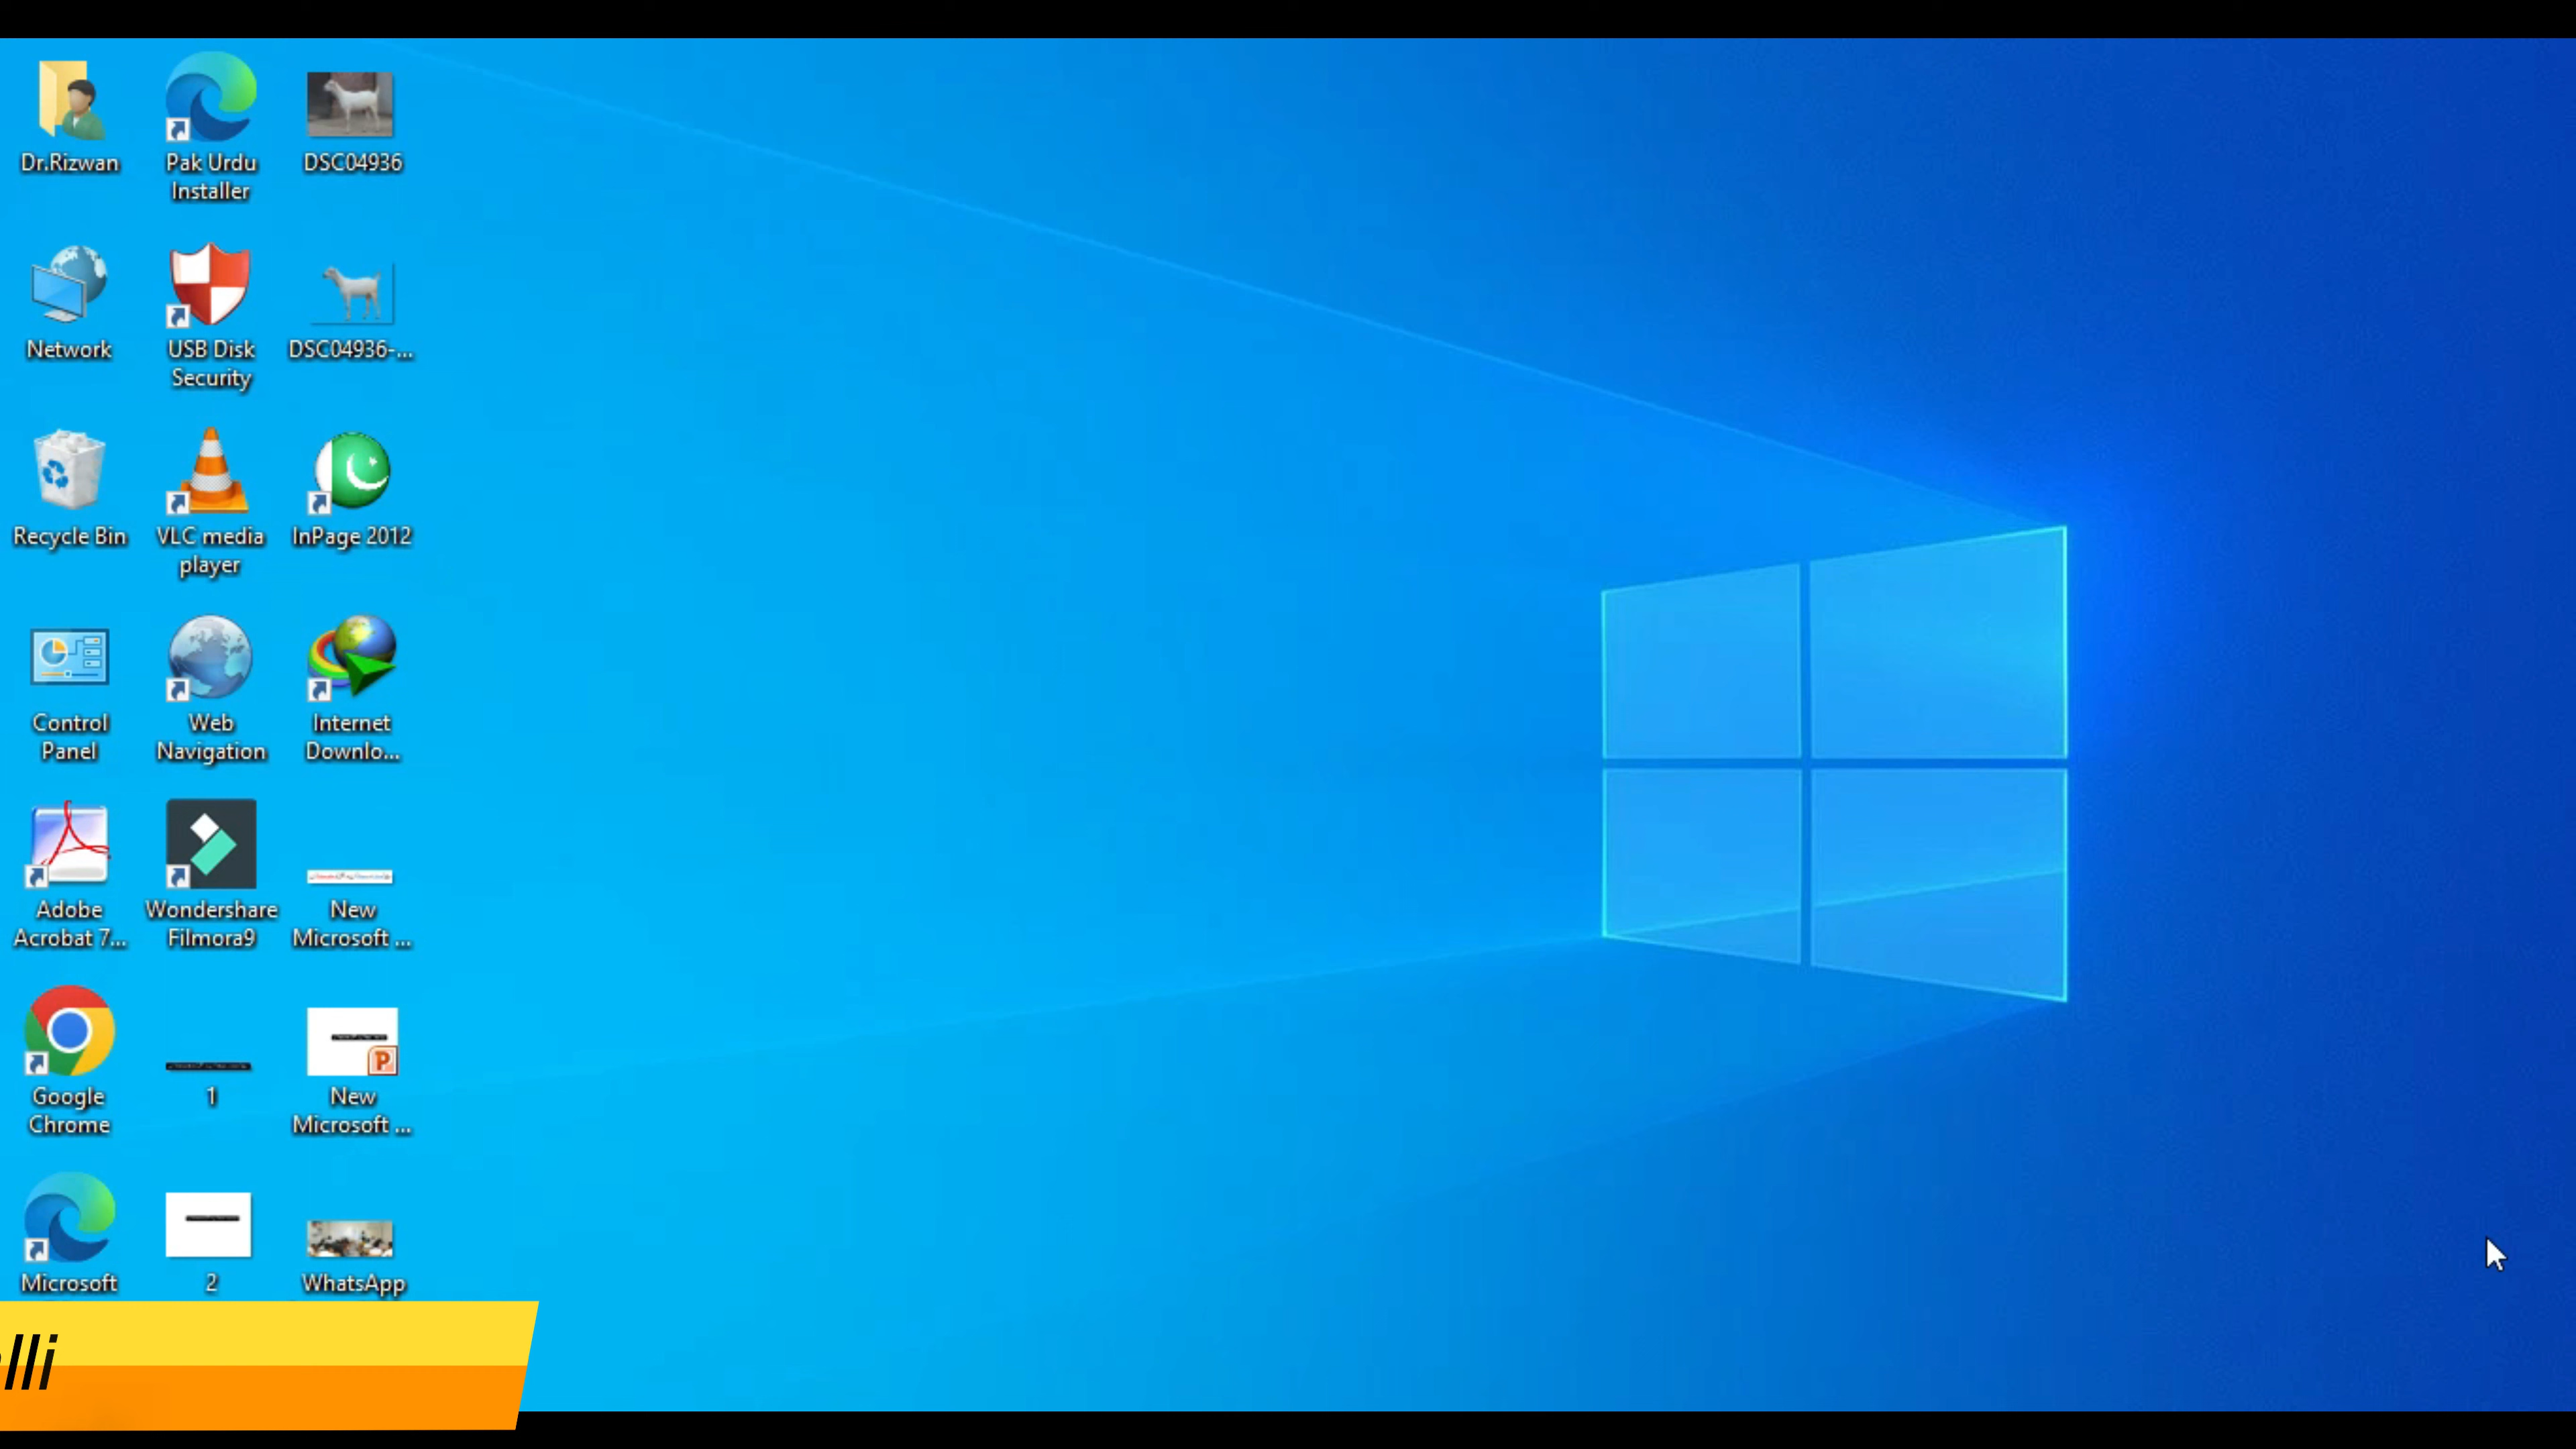 Dr.Rizwan
Pak Urdu
Installer
DSC04936
Network
USB Disk
Security
DSC04936-...
Recycle Bin
VLC media
player
InPage 2012
Control
Panel
Web
Navigation
Internet
Downlo...
Adobe
Acrobat 7...
Wondershare
Filmora9
New
Microsoft ...
Google
Chrome
1
New
Microsoft ...
Microsoft
2
WhatsApp